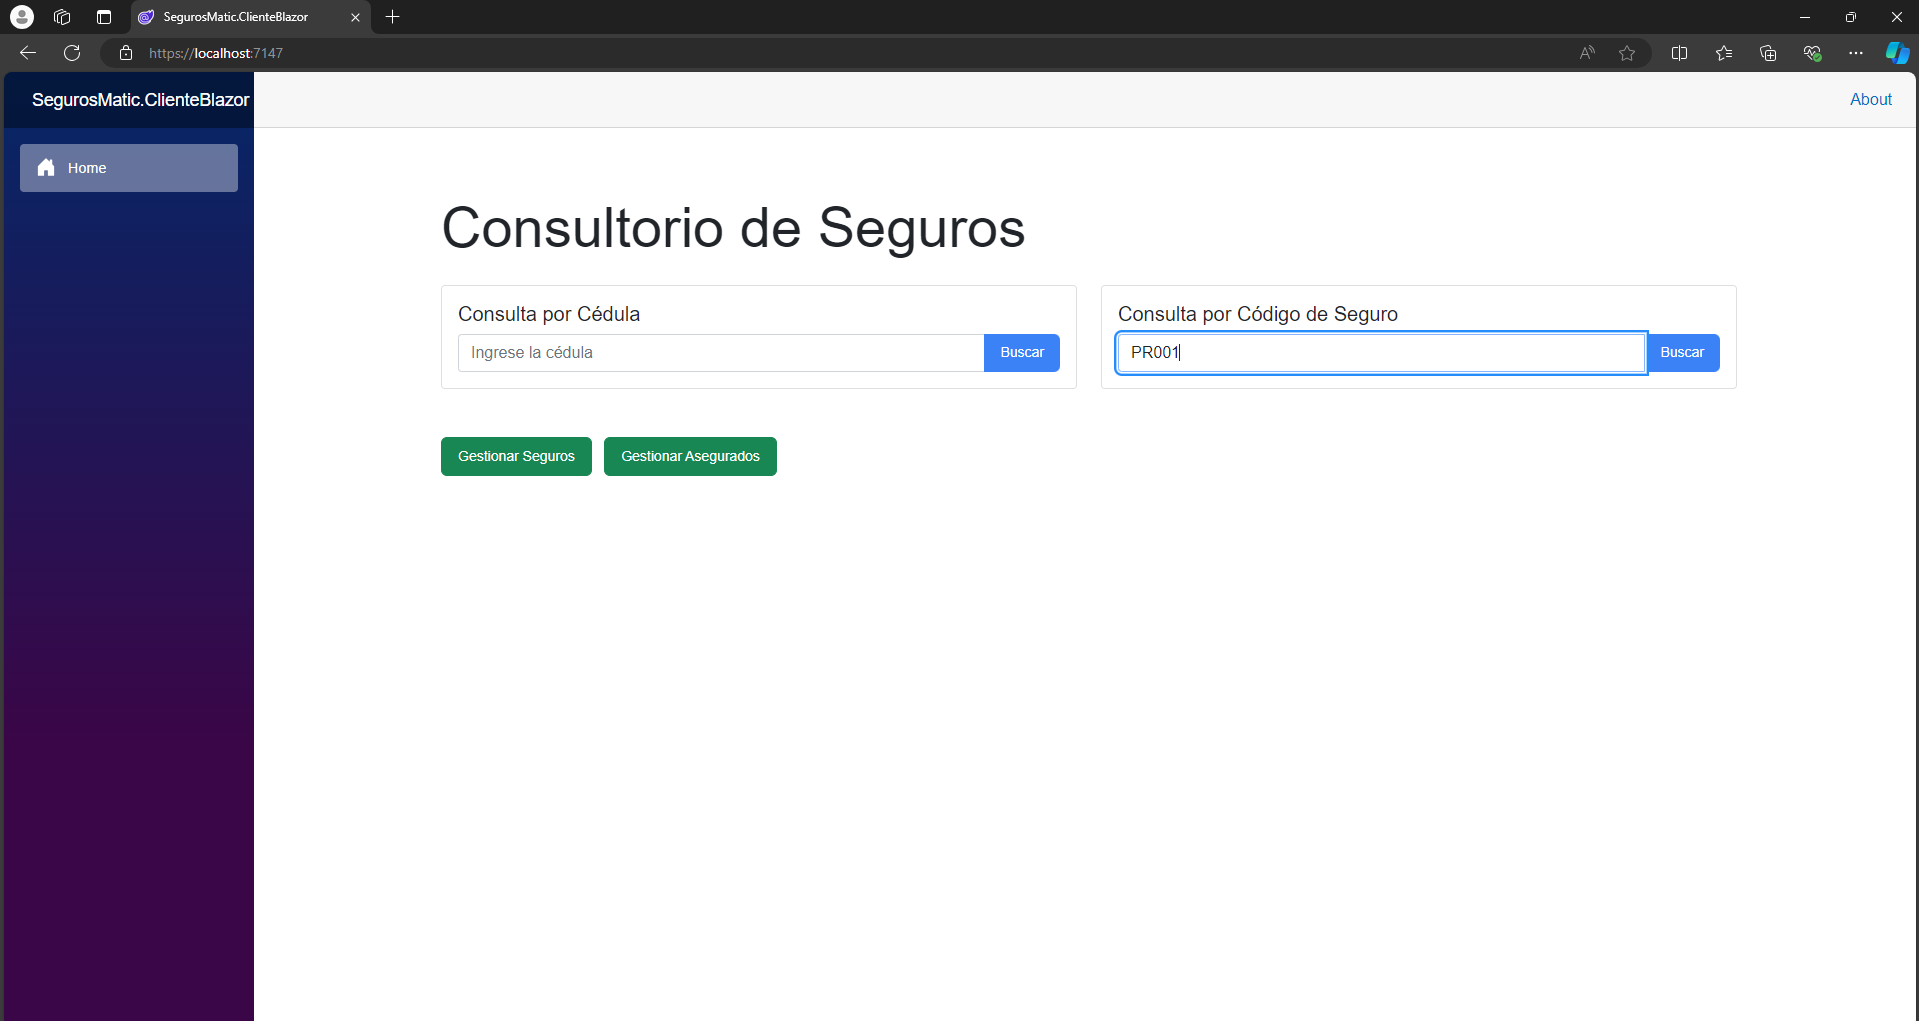 SegurosMatic.ClienteBlazor
https://localhost:7147
SegurosMatic.ClienteBlazor
About
Home
Consultorio de Seguros
Consulta por Cédula
Ingrese la cédula
Buscar
Consulta por Código de Seguro
PR001
Buscar
Gestionar Seguros
Gestionar Asegurados